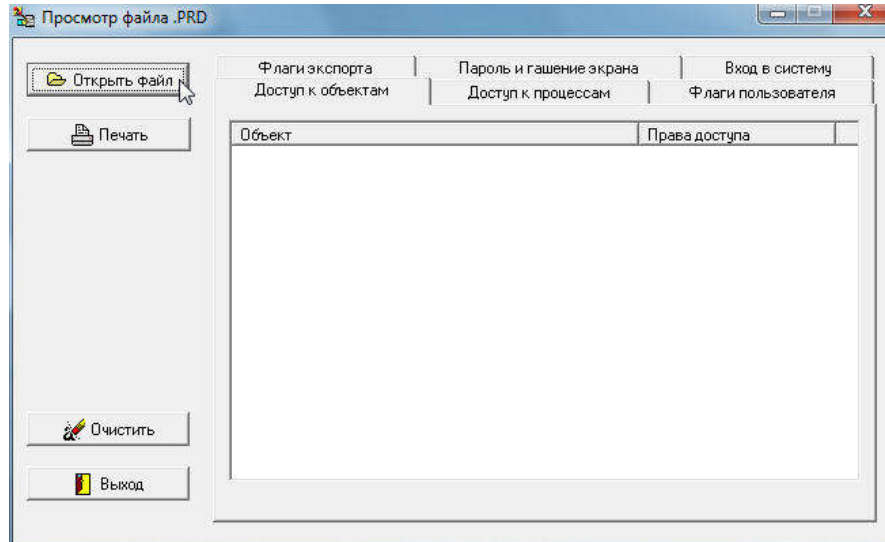 Просмотр файла .PRD
Открыть файл
Печать
Очистить
Выход
Флаги экспорта Пароль и гашение экрана Вход в систему
Доступ к объектам Доступ к процессам Флаги пользователя
Объект Права доступа